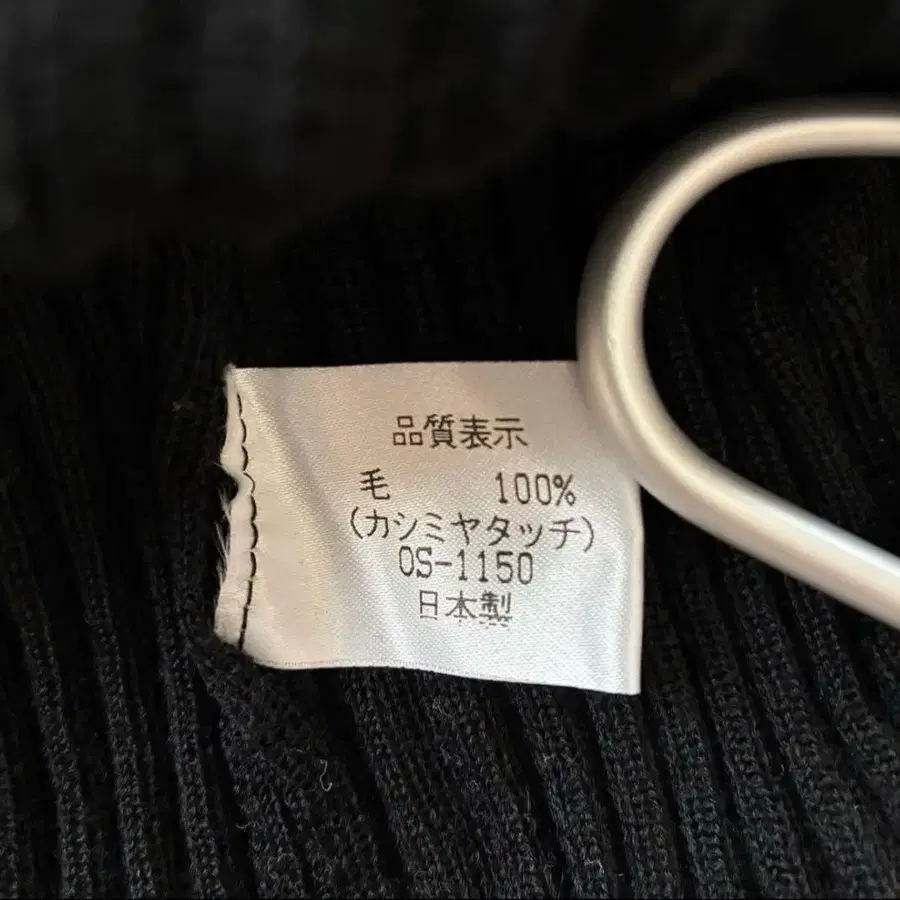 品質表示
毛 100%
(カシミヤタッチ)
OS-1150
日本製